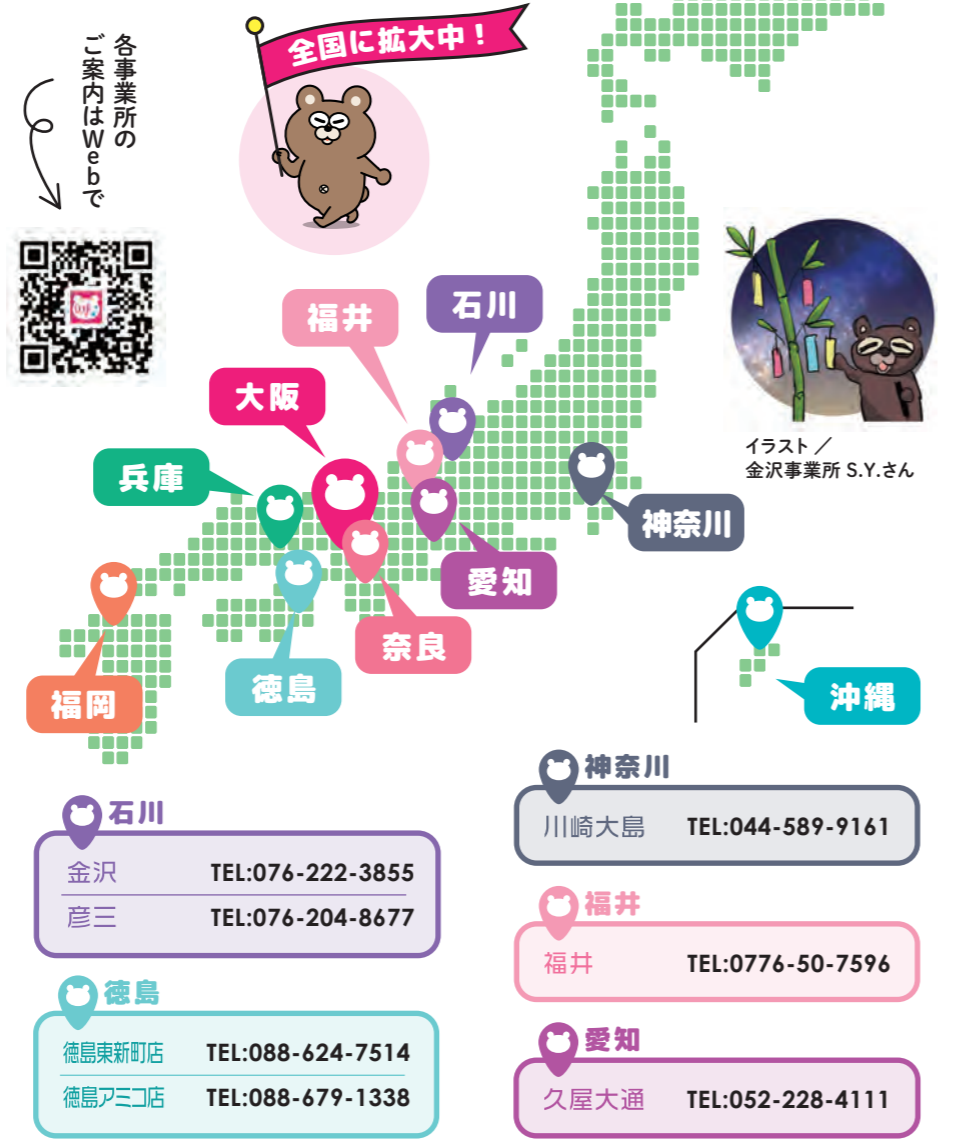 各事業所の
ご案内はWebで
全国に拡大中！
石川
福井
大阪
兵庫
神奈川
愛知
奈良
徳島
福岡
沖縄
イラスト／
金沢事業所 S.Y.さん
石川
金沢 TEL:076-222-3855
彦三 TEL:076-204-8677
徳島
徳島東新町店 TEL:088-624-7514
徳島アミコ店 TEL:088-679-1338
神奈川
川崎大島 TEL:044-589-9161
福井
福井 TEL:0776-50-7596
愛知
久屋大通 TEL:052-228-4111